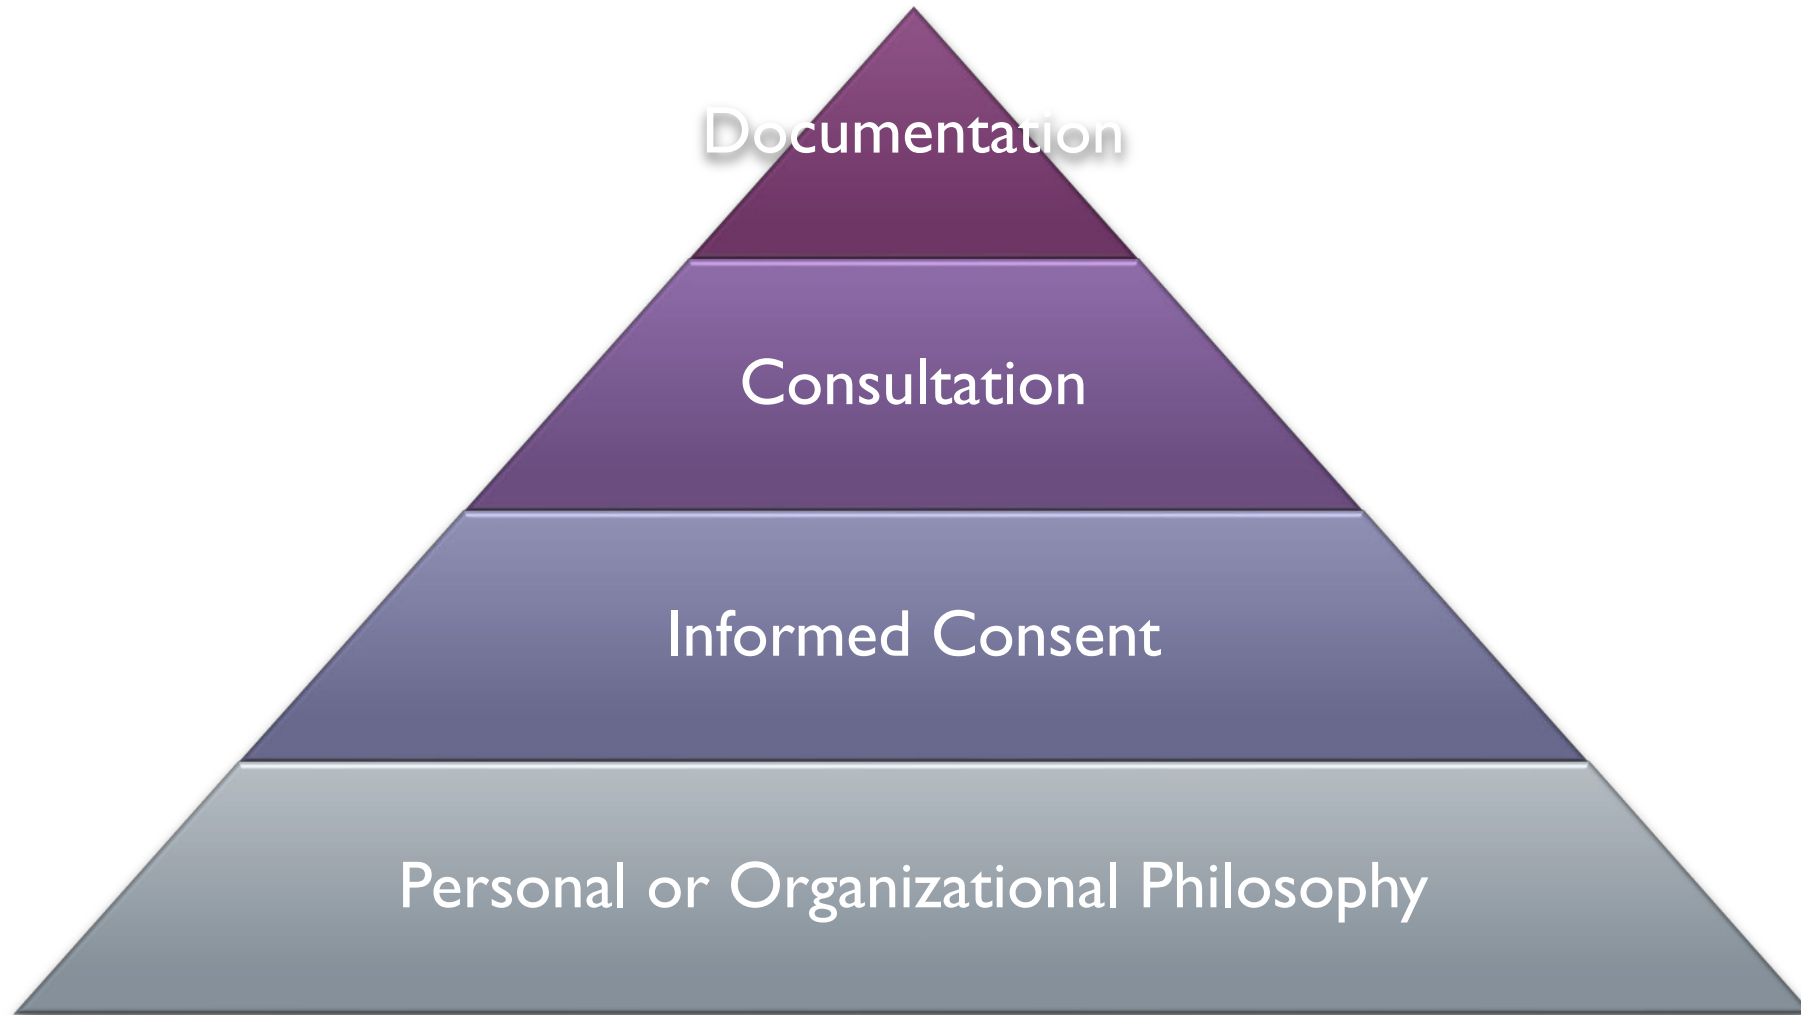 Documentation
Consultation
Informed Consent
Personal or Organizational Philosophy